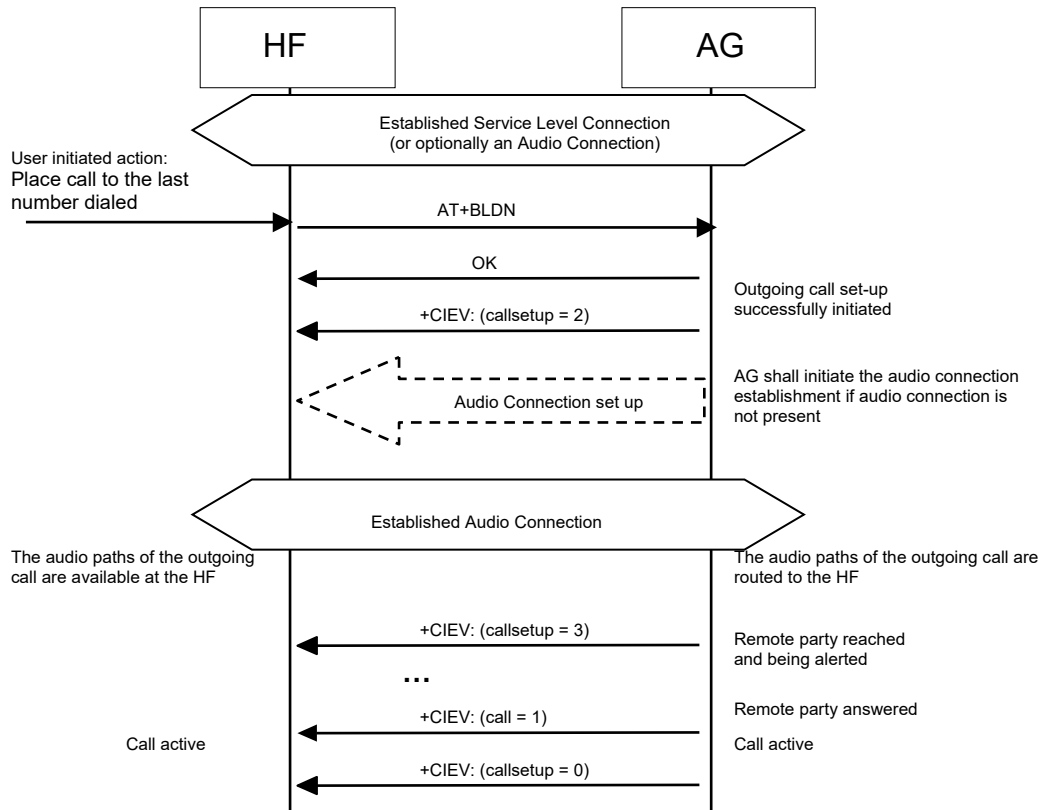 HF
AG
Established Service Level Connection
(or optionally an Audio Connection)
User initiated action:
Place call to the last
number dialed
AT+BLDN
OK
Outgoing call set-up
successfully initiated
+CIEV: (callsetup = 2)
AG shall initiate the audio connection
establishment if audio connection is
not present
Audio Connection set up
Established Audio Connection
The audio paths of the outgoing
call are available at the HF
The audio paths of the outgoing call are
routed to the HF
+CIEV: (callsetup = 3)
Remote party reached
and being alerted
...
Remote party answered
+CIEV: (call = 1)
Call active
Call active
+CIEV: (callsetup = 0)